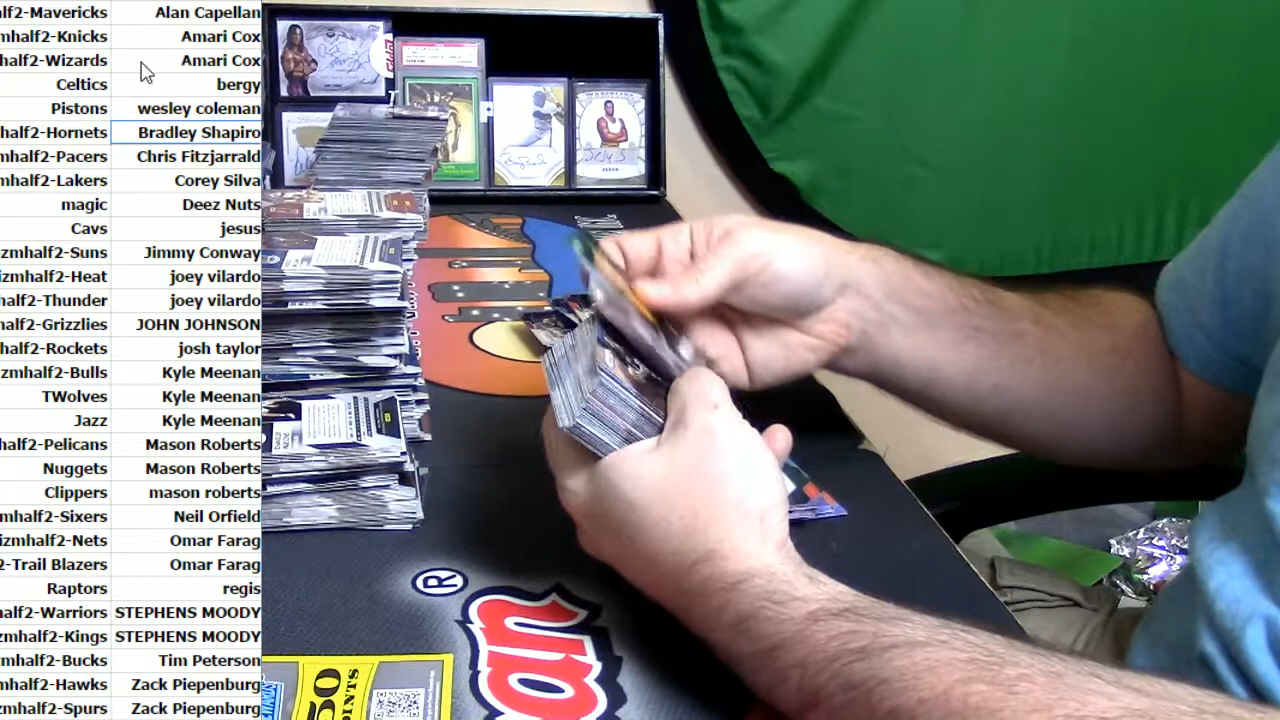 alf2-Mavericks Alan Capellan
mhalf2-Knicks Amari Cox
half2-Wizards Amari Cox
Celtics bergy
Pistons wesley coleman
half2-Hornets Bradley Shapiro
mhalf2-Pacers Chris Fitzjarrald
mhalf2-Lakers Corey Silva
magic Deez Nuts
Cavs jesus
zmhalf2-Suns Jimmy Conway
izmhalf2-Heat joey vilardo
half2-Thunder joey vilardo
half2-Grizzlies JOHN JOHNSON
half2-Rockets josh taylor
zmhalf2-Bulls Kyle Meenan
TWolves Kyle Meenan
Jazz Kyle Meenan
half2-Pelicans Mason Roberts
Nuggets Mason Roberts
Clippers mason roberts
mhalf2-Sixers Neil Orfield
izmhalf2-Nets Omar Farag
2-Trail Blazers Omar Farag
Raptors regis
half2-Warriors STEPHENS MOODY
zmhalf2-Kings STEPHENS MOODY
mhalf2-Bucks Tim Peterson
mhalf2-Hawks Zack Piepenburg
mhalf2-Spurs Zack Piepenburg
®
an
50
POINTS